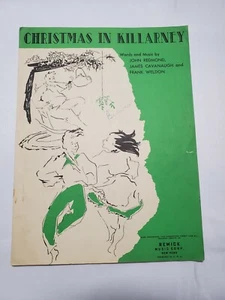 CHRISTMAS IN KILLARNEY
Words and Music by
JOHN REDMOND,
JAMES CAVANAUGH and
FRANK WELDON
REMICK
MUSIC CORP.
NEW YORK